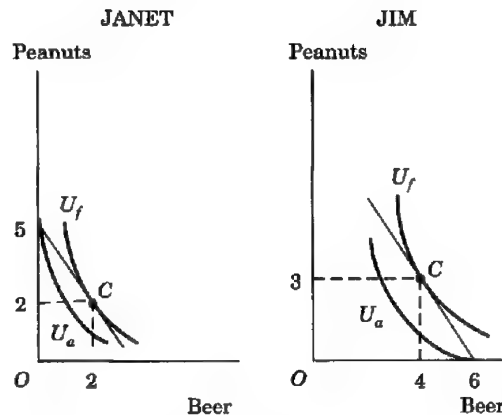 JANET
Peanuts
U_f
5
C
2
U_a
O
2
Beer
JIM
Peanuts
U_f
C
3
U_a
O
4
6
Beer